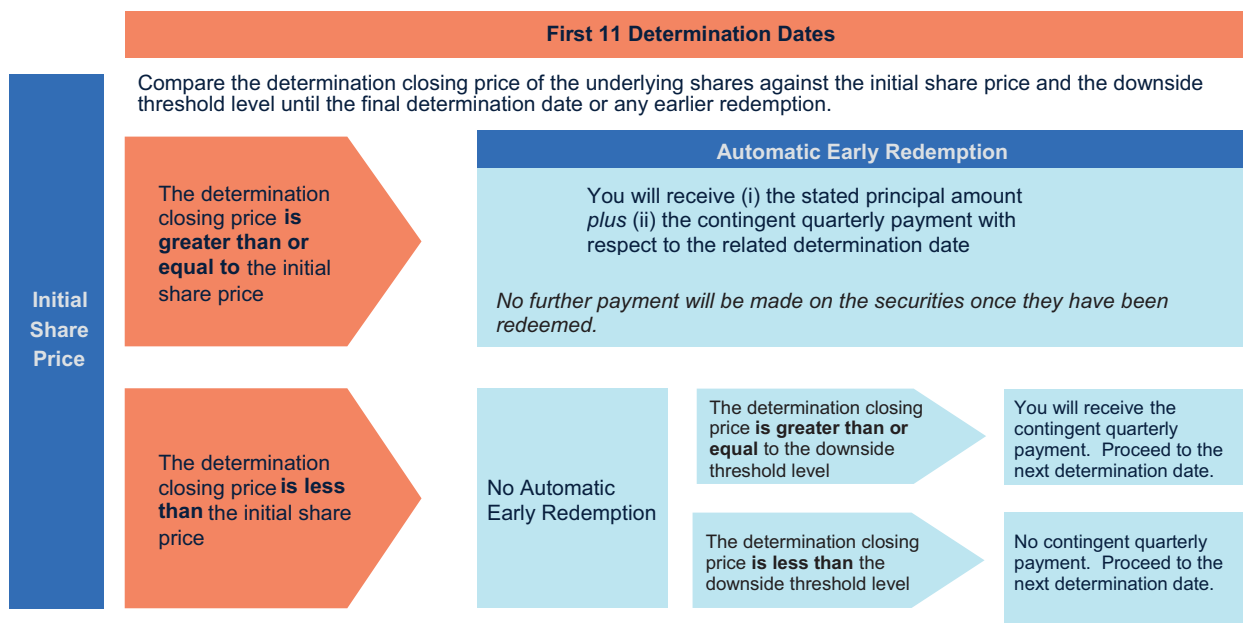 First 11 Determination Dates
Compare the determination closing price of the underlying shares against the initial share price and the downside
threshold level until the final determination date or any earlier redemption.
Initial
Share
Price
The determination
closing price is
greater than or
equal to the initial
share price
Automatic Early Redemption
You will receive (i) the stated principal amount
plus (ii) the contingent quarterly payment with
respect to the related determination date
No further payment will be made on the securities once they have been
redeemed.
The determination
closing price is less
than the initial share
price
No Automatic
Early Redemption
The determination closing
price is greater than or
equal to the downside
threshold level
You will receive the
contingent quarterly
payment. Proceed to the
next determination date.
The determination closing
price is less than the
downside threshold level
No contingent quarterly
payment. Proceed to the
next determination date.